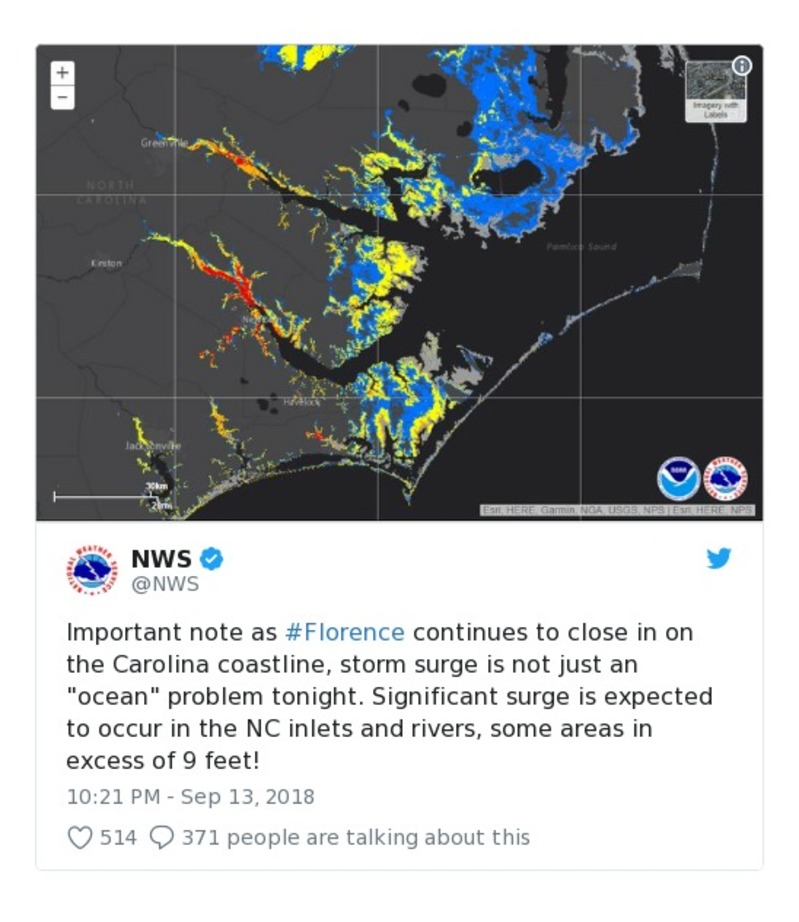 +
−
i
Imagery with
Labels
Greenville
NORTH
CAROLINA
Pamlico Sound
Kinston
Havelock
Jacksonville
30km
20mi
NOAA
NATIONAL WEATHER SERVICE
Esri, HERE, Garmin, NGA, USGS, NPS | Esri, HERE, NPS
NWS
@NWS
Important note as #Florence continues to close in on
the Carolina coastline, storm surge is not just an
"ocean" problem tonight. Significant surge is expected
to occur in the NC inlets and rivers, some areas in
excess of 9 feet!
10:21 PM - Sep 13, 2018
514 371 people are talking about this